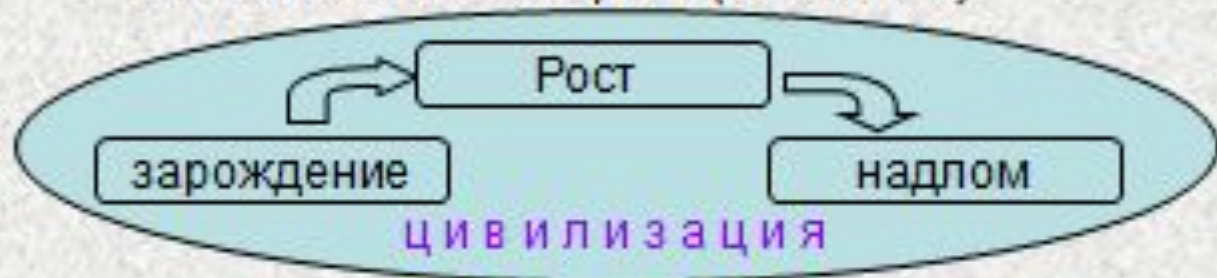 Рост
зарождение
надлом
цивилизация